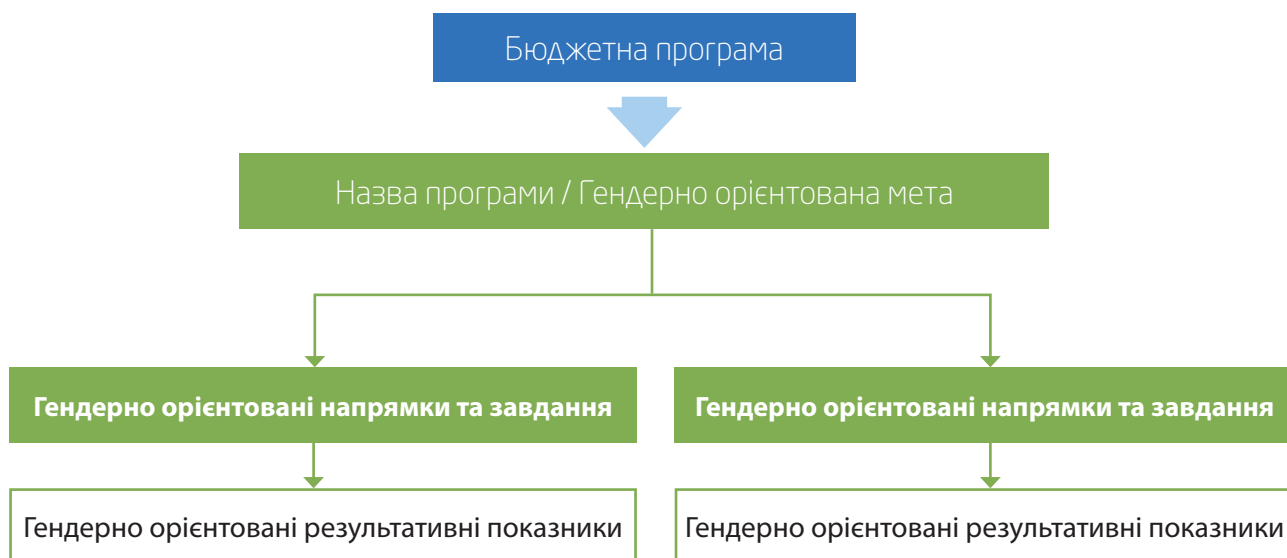 Бюджетна програма
Назва програми / Гендерно орієнтована мета
Гендерно орієнтовані напрямки та завдання
Гендерно орієнтовані напрямки та завдання
Гендерно орієнтовані результативні показники
Гендерно орієнтовані результативні показники